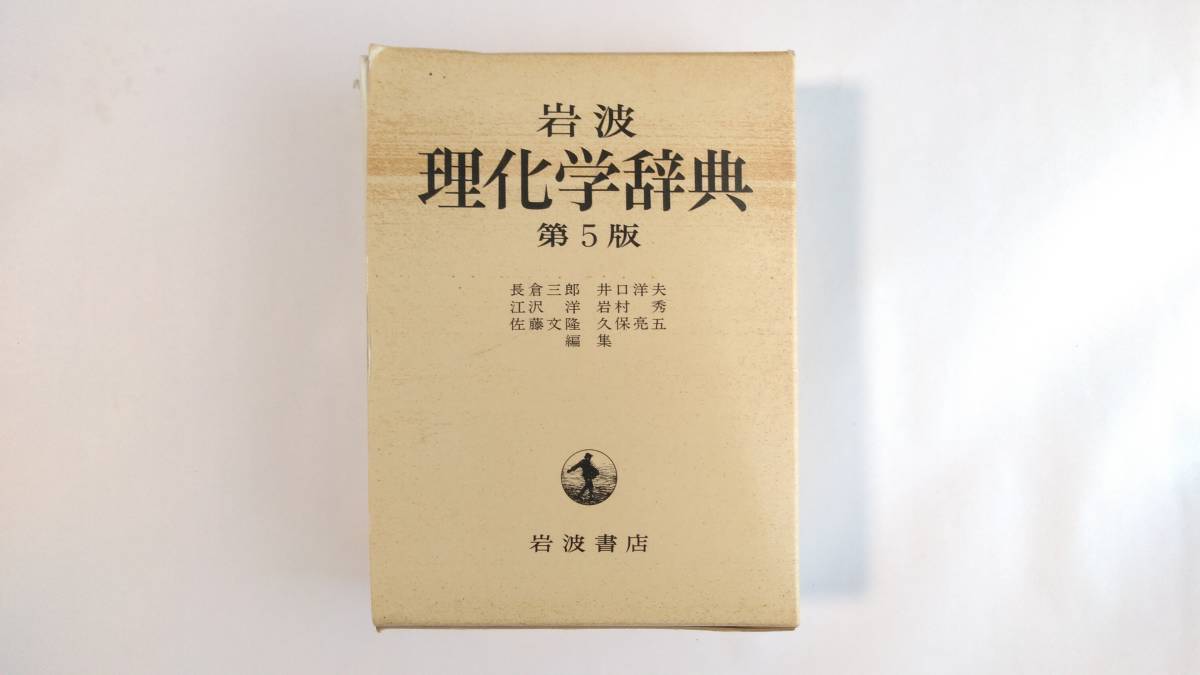 岩波
理化学辞典
第5版
長倉三郎 井口洋夫
江沢 洋 岩村 秀
佐藤文隆 久保亮五
編集
岩波書店